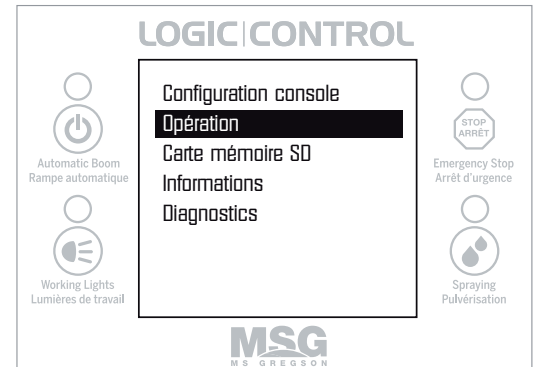 LOGIC CONTROL
Configuration console
Opération
Carte mémoire SD
Informations
Diagnostics
Automatic Boom
Rampe automatique
Working Lights
Lumières de travail
STOP
ARRÊT
Emergency Stop
Arrêt d'urgence
Spraying
Pulvérisation
MSG
MS GREGSON